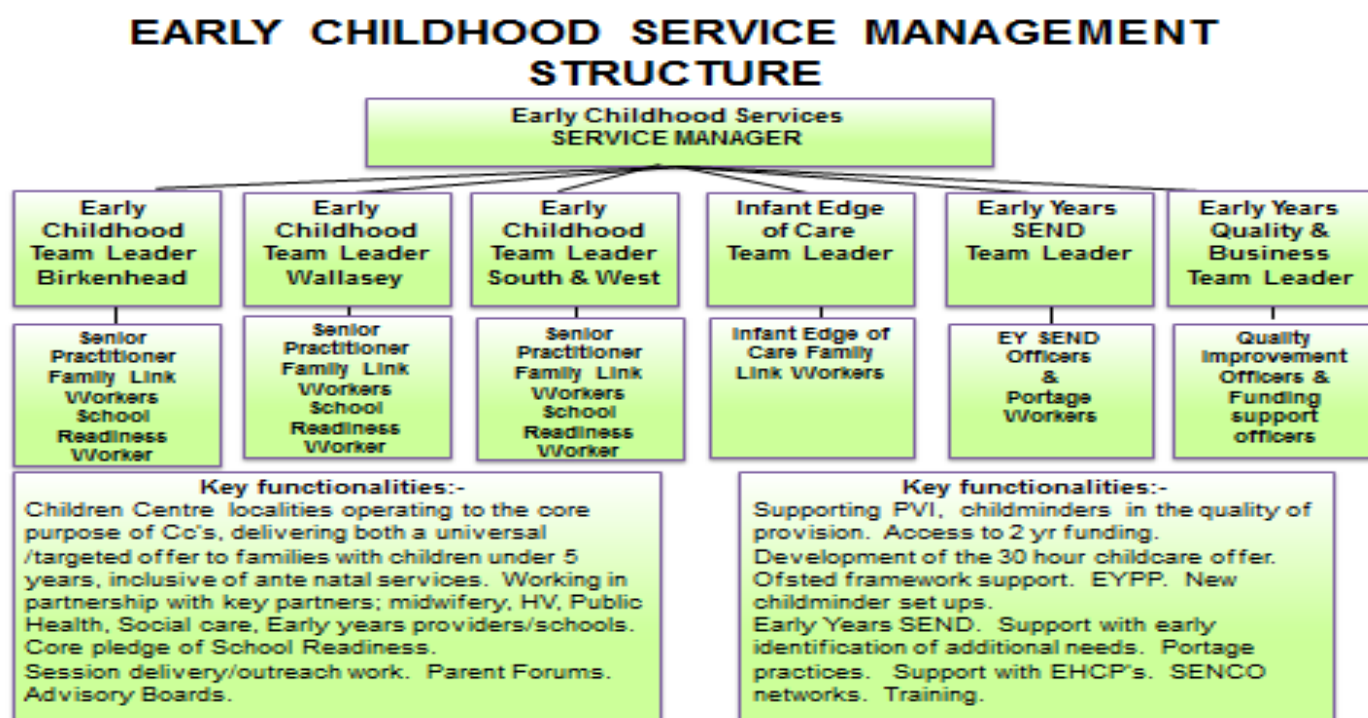 EARLY CHILDHOOD SERVICE MANAGEMENT
STRUCTURE
Early Childhood Services
SERVICE MANAGER
Early
Childhood
Team Leader
Birkenhead
Early
Childhood
Team Leader
Wallasey
Early
Childhood
Team Leader
South & West
Infant Edge
of Care
Team Leader
Early Years
SEND
Team Leader
Early Years
Quality &
Business
Team Leader
Senior
Practitioner
Family Link
Workers
School
Readiness
Worker
Senior
Practitioner
Family Link
Workers
School
Readiness
Worker
Senior
Practitioner
Family Link
Workers
School
Readiness
Worker
Infant Edge of
Care Family
Link Workers
EY SEND
Officers
&
Portage
Workers
Quality
Improvement
Officers &
Funding
support
officers
Key functionalities:-
Children Centre localities operating to the core
purpose of Cc's, delivering both a universal
/targeted offer to families with children under 5
years, inclusive of ante natal services. Working in
partnership with key partners; midwifery, HV, Public
Health, Social care, Early years providers/schools.
Core pledge of School Readiness.
Session delivery/outreach work. Parent Forums.
Advisory Boards.
Key functionalities:-
Supporting PVI, childminders in the quality of
provision. Access to 2 yr funding.
Development of the 30 hour childcare offer.
Ofsted framework support. EYPP. New
childminder set ups.
Early Years SEND. Support with early
identification of additional needs. Portage
practices. Support with EHCP's. SENCO
networks. Training.